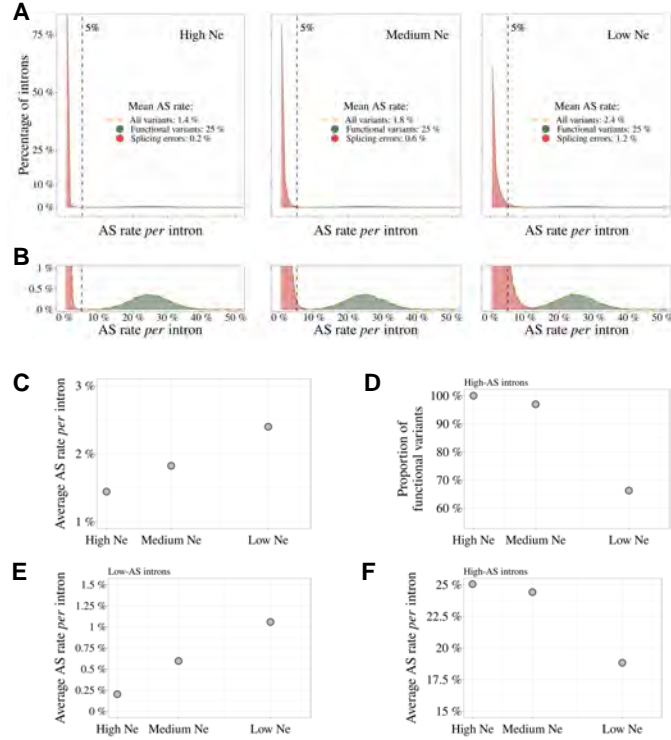 A
Percentage of introns
75 %
50 %
25 %
10 %
0 %
5%
High Ne
Mean AS rate:
All variants: 1.4 %
Functional variants: 25 %
Splicing errors: 0.2 %
AS rate per intron
5%
Medium Ne
Mean AS rate:
All variants: 1.8 %
Functional variants: 25 %
Splicing errors: 0.6 %
AS rate per intron
5%
Low Ne
Mean AS rate:
All variants: 2.4 %
Functional variants: 25 %
Splicing errors: 1.2 %
AS rate per intron
B
1 %
0.5 %
0 %
0 % 10 % 20 % 30 % 40 % 50 %
AS rate per intron
0 % 10 % 20 % 30 % 40 % 50 %
AS rate per intron
0 % 10 % 20 % 30 % 40 % 50 %
AS rate per intron
C
Average AS rate per intron
3 %
2 %
1 %
High Ne Medium Ne Low Ne
D
High-AS introns
Proportion of
functional variants
100 %
90 %
80 %
70 %
60 %
High Ne Medium Ne Low Ne
E
Low-AS introns
Average AS rate per intron
1.5 %
1.25 %
1 %
0.75 %
0.5 %
0.25 %
0 %
High Ne Medium Ne Low Ne
F
High-AS introns
Average AS rate per intron
25 %
22.5 %
20 %
17.5 %
15 %
High Ne Medium Ne Low Ne